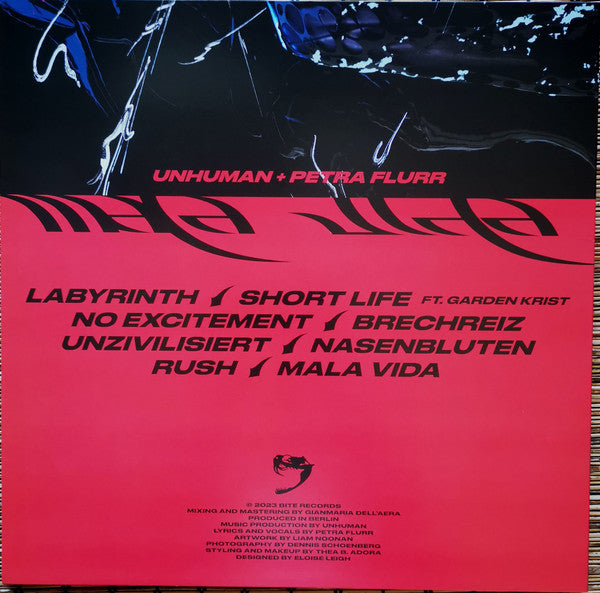 UNHUMAN + PETRA FLURR
LABYRINTH / SHORT LIFE FT. GARDEN KRIST
NO EXCITEMENT / BRECHREIZ
UNZIVILISIERT / NASENBLUTEN
RUSH / MALA VIDA
© 2023 BITE RECORDS
MIXING AND MASTERING BY GIANMARIA DELL'AERA
PRODUCED IN BERLIN
MUSIC PRODUCTION BY UNHUMAN
LYRICS AND VOCALS BY PETRA FLURR
ARTWORK BY LIAM NOONAN
PHOTOGRAPHY BY DENNIS SCHOENBERG
STYLING AND MAKEUP BY THEA B. ADORA
DESIGNED BY ELOISE LEIGH